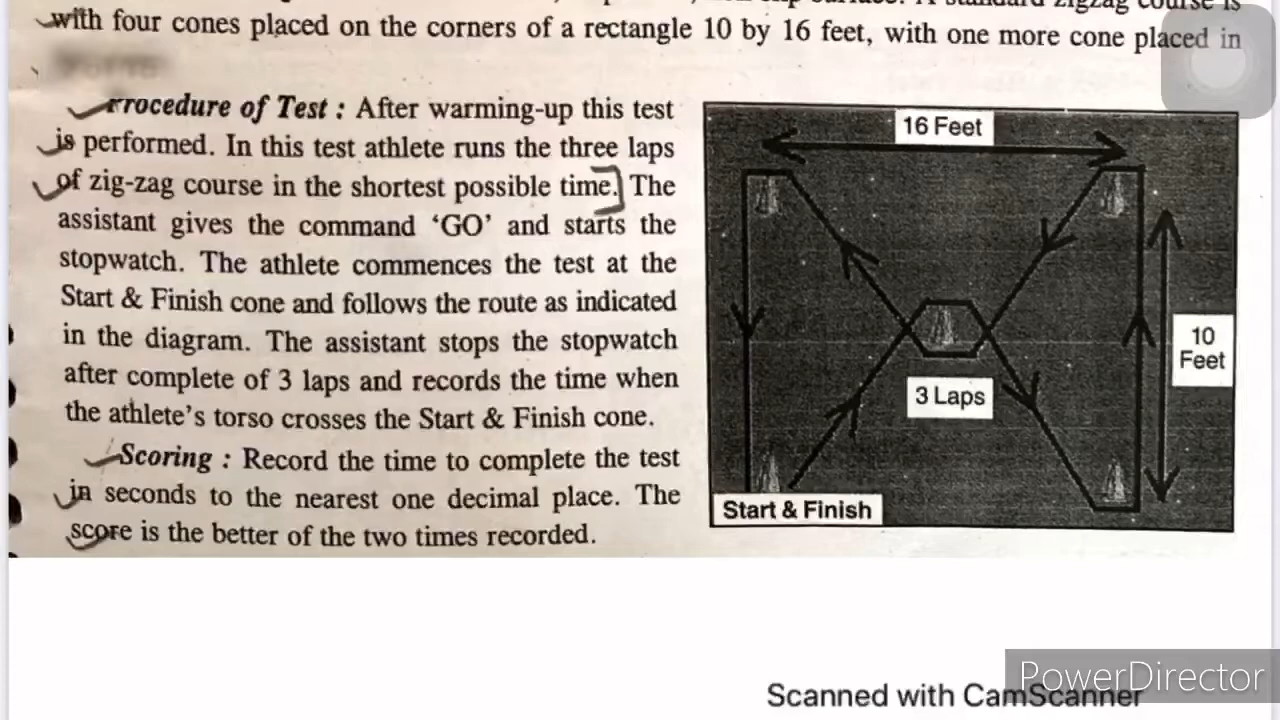 with four cones placed on the corners of a rectangle 10 by 16 feet, with one more cone placed in
Procedure of Test : After warming-up this test
is performed. In this test athlete runs the three laps
of zig-zag course in the shortest possible time. The
assistant gives the command ‘GO’ and starts the
stopwatch. The athlete commences the test at the
Start & Finish cone and follows the route as indicated
in the diagram. The assistant stops the stopwatch
after complete of 3 laps and records the time when
the athlete’s torso crosses the Start & Finish cone.
Scoring : Record the time to complete the test
in seconds to the nearest one decimal place. The
score is the better of the two times recorded.
16 Feet
10
Feet
3 Laps
Start & Finish
PowerDirector
Scanned with CamScanner